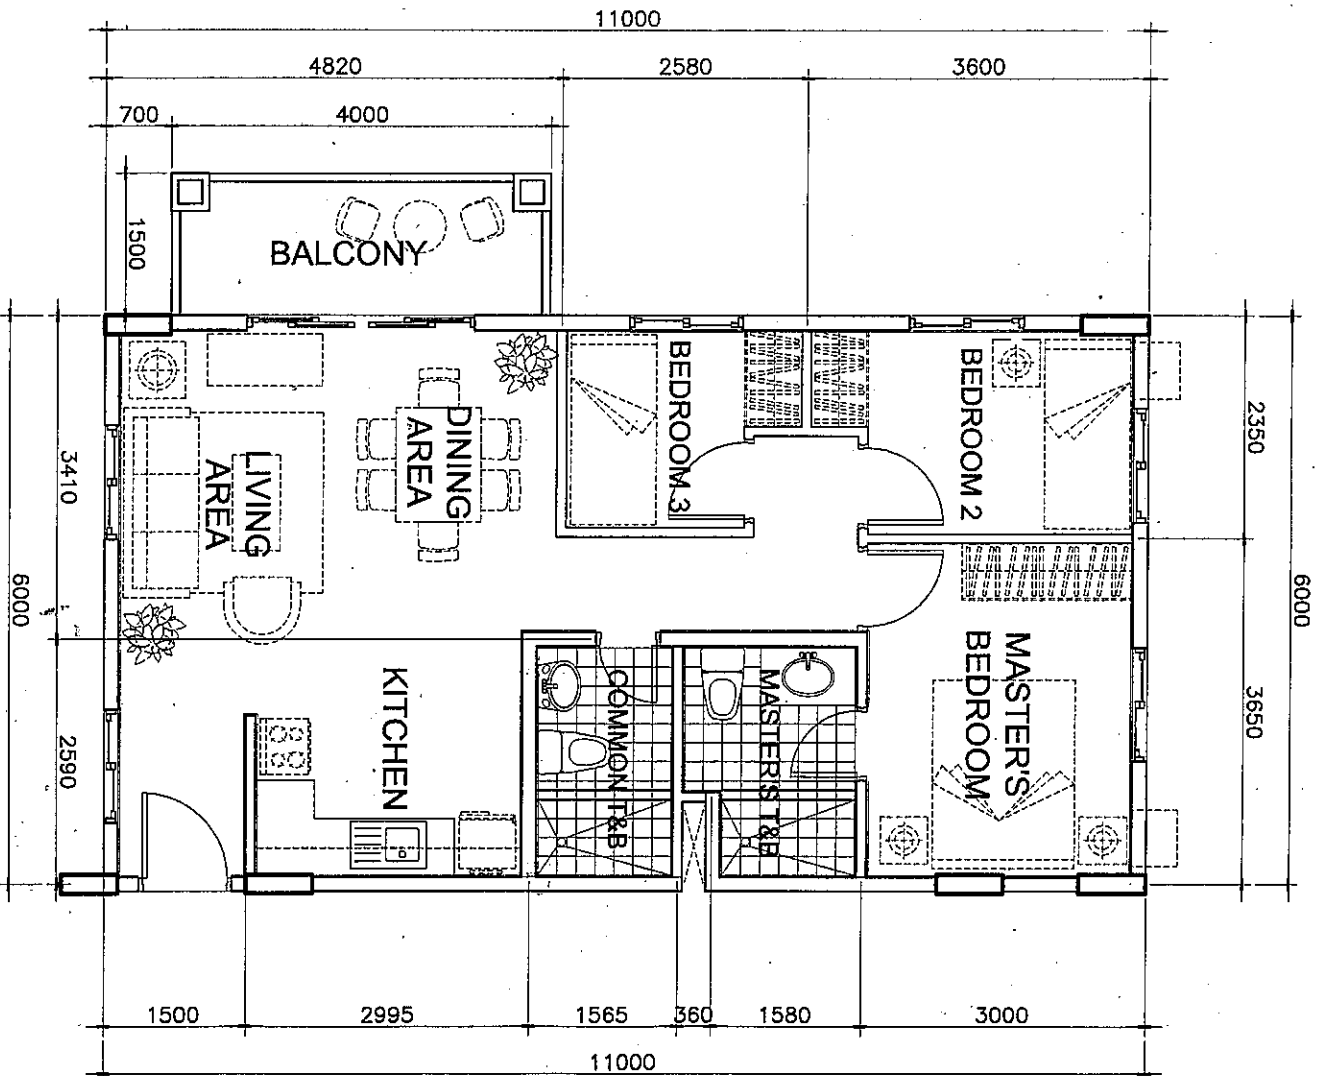 11000
4820 2580 3600
700 4000
1500
BALCONY
BEDROOM 3
BEDROOM 2
DINING
AREA
LIVING
AREA
3410
6000
2590
2350
6000
3650
KITCHEN
COMMON T&B
MASTER'S T&B
MASTER'S
BEDROOM
1500 2995 1565 360 1580 3000
11000